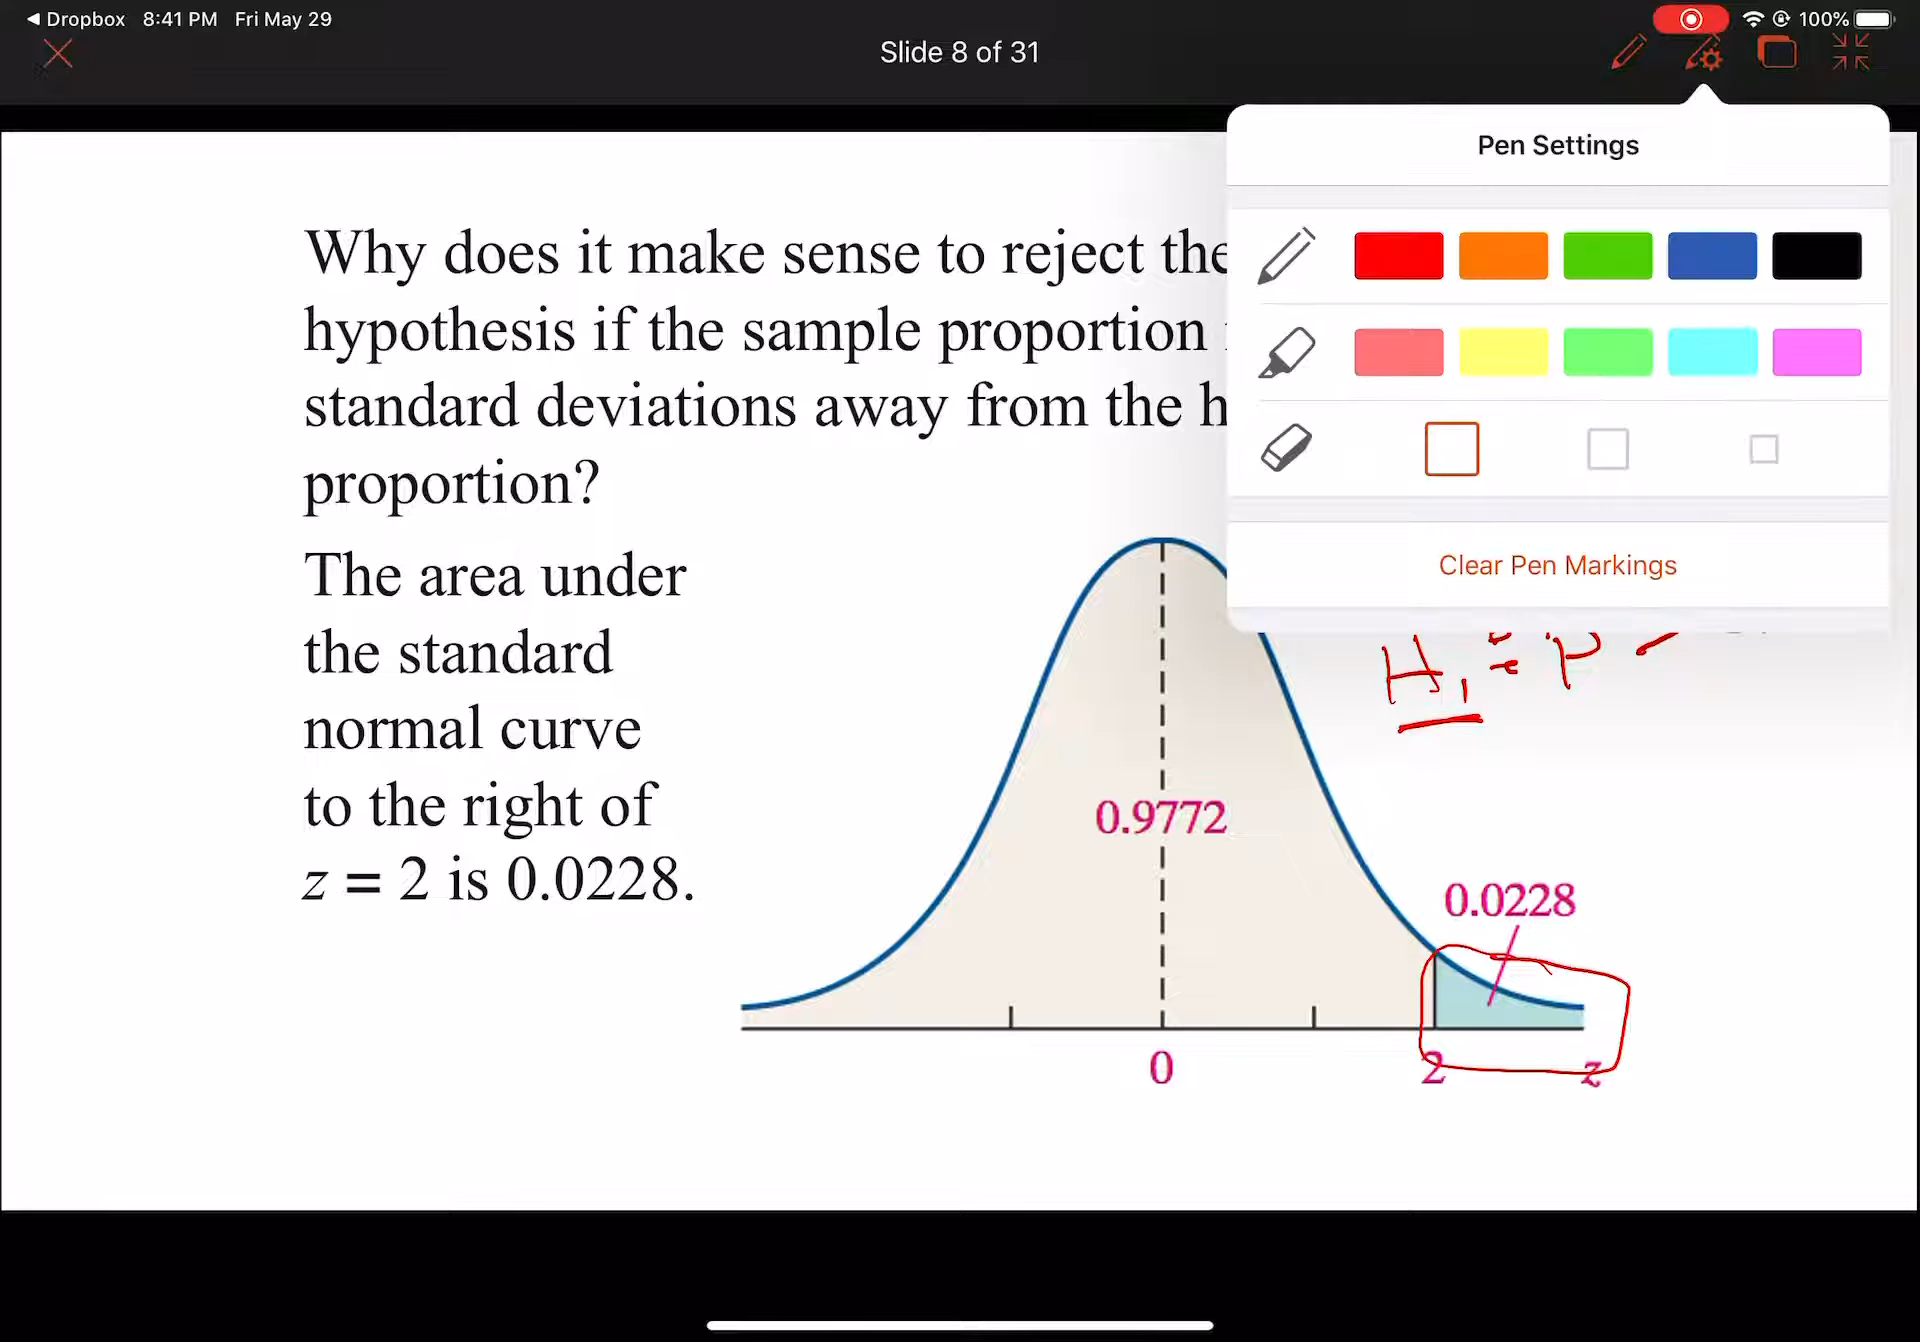 Dropbox 8:41 PM Fri May 29
100%
Slide 8 of 31
Pen Settings
Why does it make sense to reject the
hypothesis if the sample proportion
standard deviations away from the
proportion?
Clear Pen Markings
The area under
the standard
normal curve
to the right of
z = 2 is 0.0228.
H₁ : p
0.9772
0.0228
0 2 z